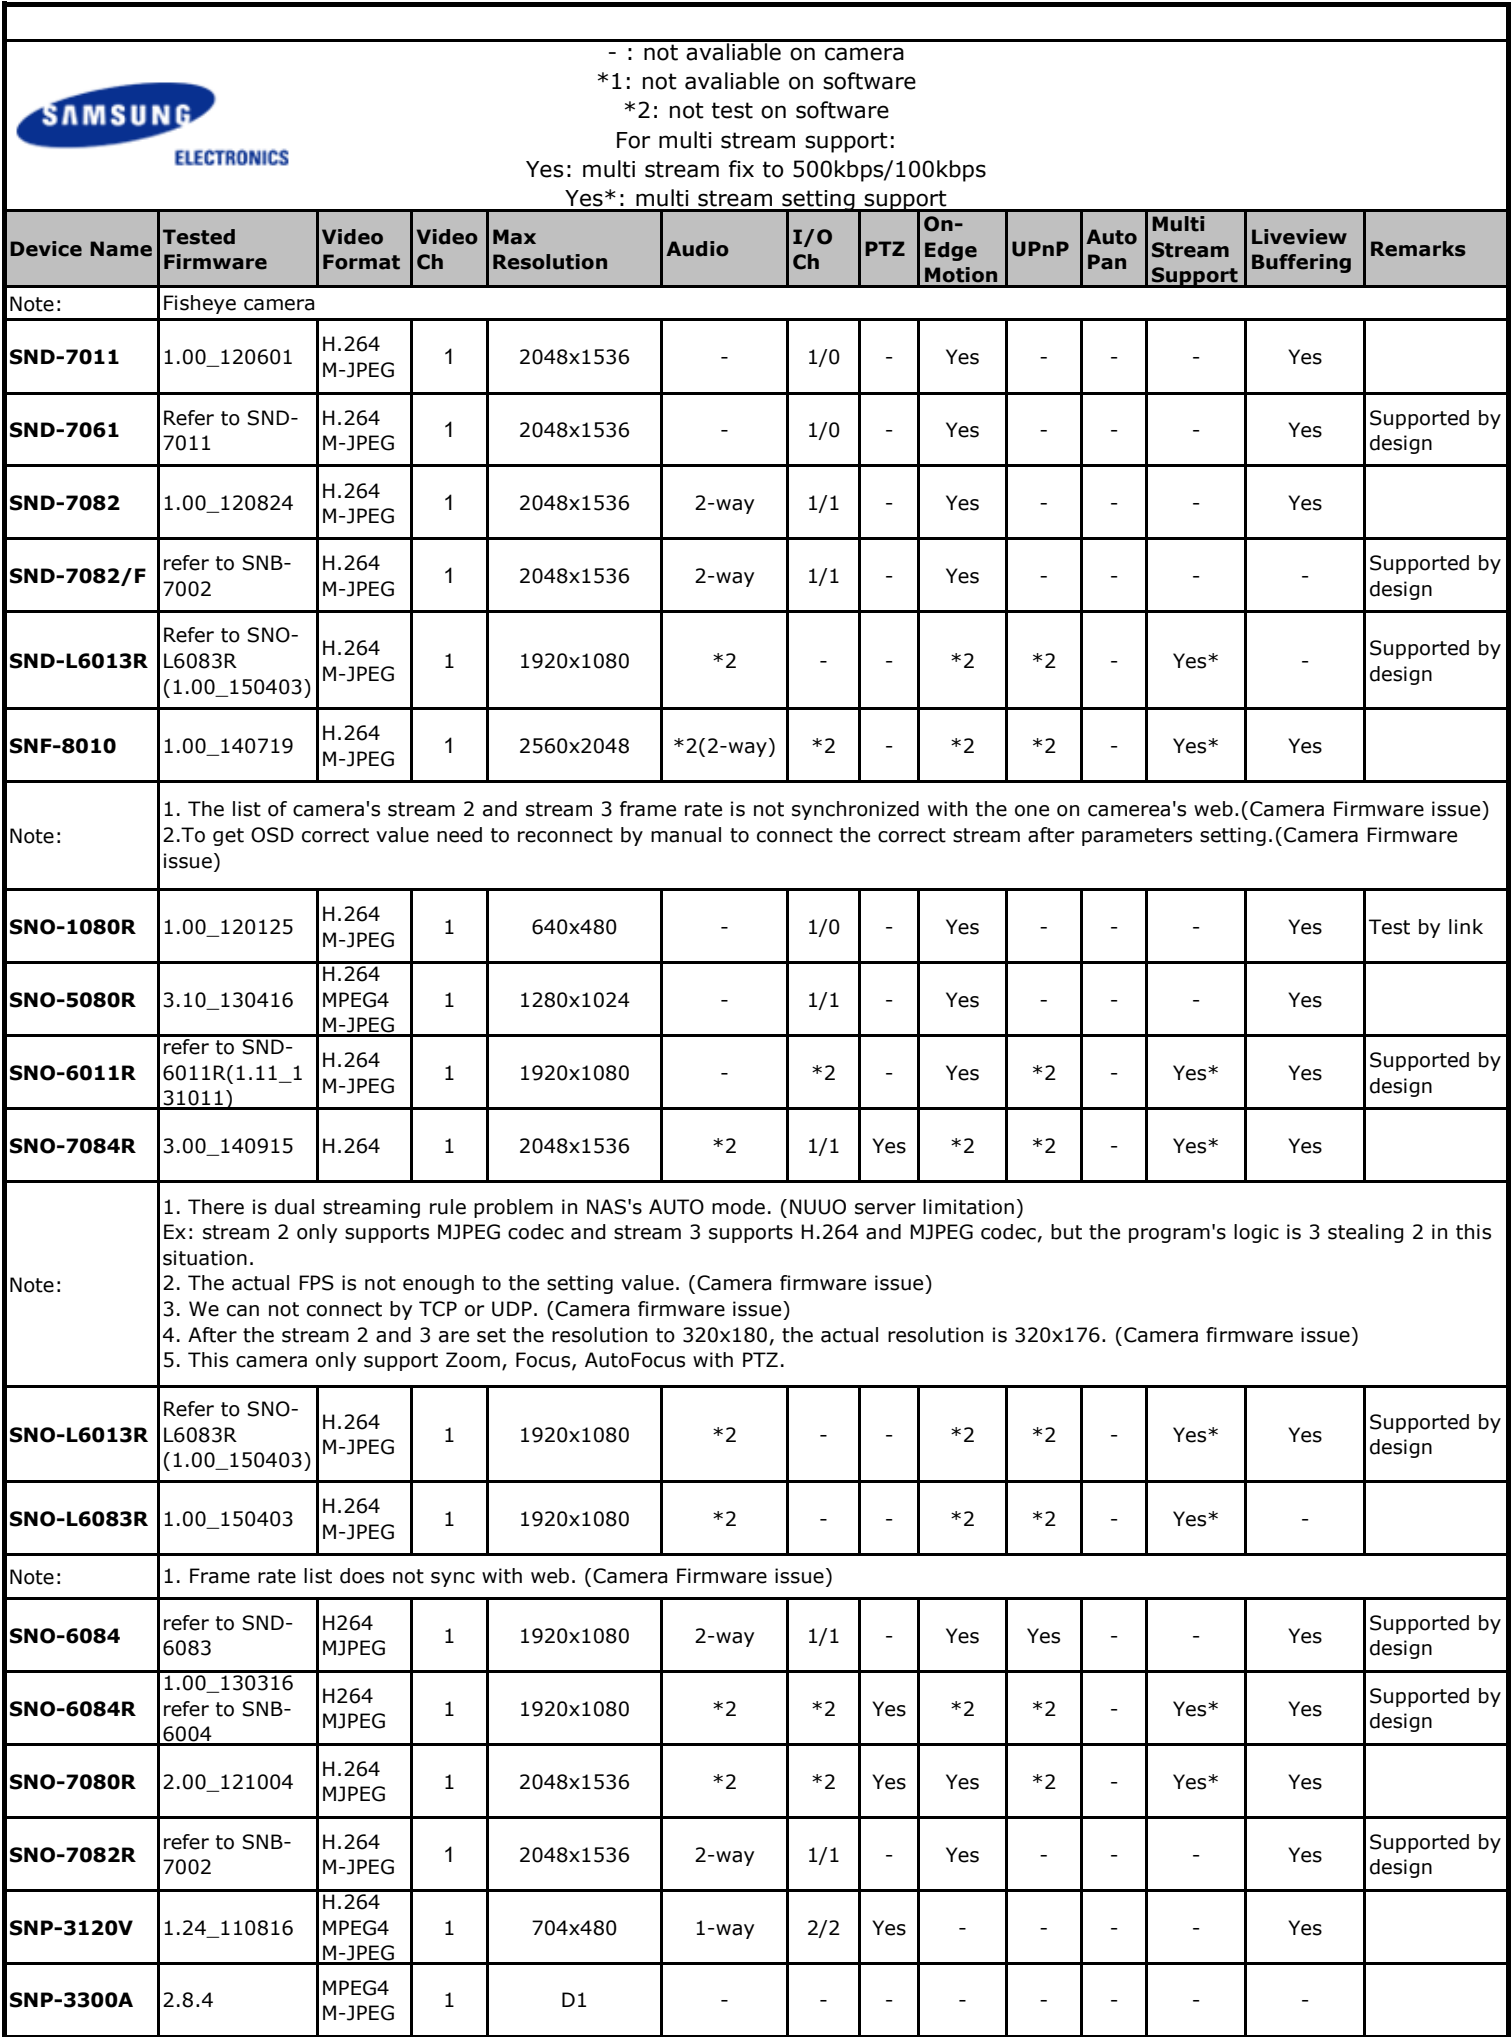 SAMSUNG
ELECTRONICS
- : not avaliable on camera
*1: not avaliable on software
*2: not test on software
For multi stream support:
Yes: multi stream fix to 500kbps/100kbps
Yes*: multi stream setting support
Device Name Tested Firmware Video Format Video Ch Max Resolution Audio I/O Ch PTZ On-Edge Motion UPnP Auto Pan Multi Stream Support Liveview Buffering Remarks
Note: Fisheye camera
SND-7011 1.00_120601 H.264 M-JPEG 1 2048x1536 - 1/0 - Yes - - - Yes
SND-7061 Refer to SND-7011 H.264 M-JPEG 1 2048x1536 - 1/0 - Yes - - - Yes Supported by design
SND-7082 1.00_120824 H.264 M-JPEG 1 2048x1536 2-way 1/1 - Yes - - - Yes
SND-7082/F refer to SNB-7002 H.264 M-JPEG 1 2048x1536 2-way 1/1 - Yes - - - - Supported by design
SND-L6013R Refer to SNO-L6083R (1.00_150403) H.264 M-JPEG 1 1920x1080 *2 - - *2 *2 - Yes* - Supported by design
SNF-8010 1.00_140719 H.264 M-JPEG 1 2560x2048 *2(2-way) *2 - *2 *2 - Yes* Yes
Note: 1. The list of camera's stream 2 and stream 3 frame rate is not synchronized with the one on camerea's web.(Camera Firmware issue)
2.To get OSD correct value need to reconnect by manual to connect the correct stream after parameters setting.(Camera Firmware
issue)
SNO-1080R 1.00_120125 H.264 M-JPEG 1 640x480 - 1/0 - Yes - - - Yes Test by link
SNO-5080R 3.10_130416 H.264 MPEG4 M-JPEG 1 1280x1024 - 1/1 - Yes - - - Yes
SNO-6011R refer to SND-6011R(1.11_131011) H.264 M-JPEG 1 1920x1080 - *2 - Yes *2 - Yes* Yes Supported by design
SNO-7084R 3.00_140915 H.264 1 2048x1536 *2 1/1 Yes *2 *2 - Yes* Yes
Note: 1. There is dual streaming rule problem in NAS's AUTO mode. (NUUO server limitation)
Ex: stream 2 only supports MJPEG codec and stream 3 supports H.264 and MJPEG codec, but the program's logic is 3 stealing 2 in this
situation.
2. The actual FPS is not enough to the setting value. (Camera firmware issue)
3. We can not connect by TCP or UDP. (Camera firmware issue)
4. After the stream 2 and 3 are set the resolution to 320x180, the actual resolution is 320x176. (Camera firmware issue)
5. This camera only support Zoom, Focus, AutoFocus with PTZ.
SNO-L6013R Refer to SNO-L6083R (1.00_150403) H.264 M-JPEG 1 1920x1080 *2 - - *2 *2 - Yes* Yes Supported by design
SNO-L6083R 1.00_150403 H.264 M-JPEG 1 1920x1080 *2 - - *2 *2 - Yes* -
Note: 1. Frame rate list does not sync with web. (Camera Firmware issue)
SNO-6084 refer to SND-6083 H264 MJPEG 1 1920x1080 2-way 1/1 - Yes Yes - - Yes Supported by design
SNO-6084R 1.00_130316 refer to SNB-6004 H264 MJPEG 1 1920x1080 *2 *2 Yes *2 *2 - Yes* Yes Supported by design
SNO-7080R 2.00_121004 H.264 MJPEG 1 2048x1536 *2 *2 Yes Yes *2 - Yes* Yes
SNO-7082R refer to SNB-7002 H.264 M-JPEG 1 2048x1536 2-way 1/1 - Yes - - - Yes Supported by design
SNP-3120V 1.24_110816 H.264 MPEG4 M-JPEG 1 704x480 1-way 2/2 Yes - - - - Yes
SNP-3300A 2.8.4 MPEG4 M-JPEG 1 D1 - - - - - - - -